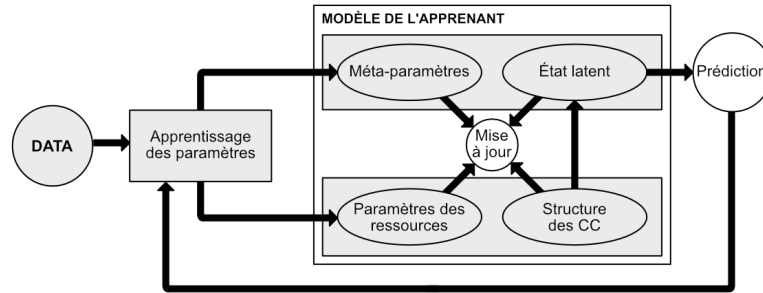 MODÈLE DE L'APPRENANT
Méta-paramètres
État latent
Prédiction
DATA
Apprentissage
des paramètres
Mise
à jour
Paramètres des
ressources
Structure
des CC